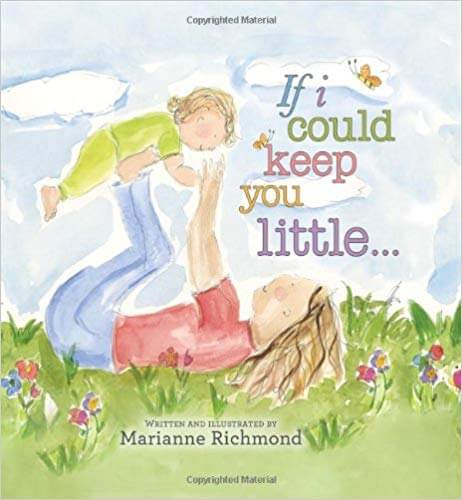 Copyrighted Material
If i
could
keep
you
little...
WRITTEN AND ILLUSTRATED BY
Marianne Richmond
Copyrighted Material